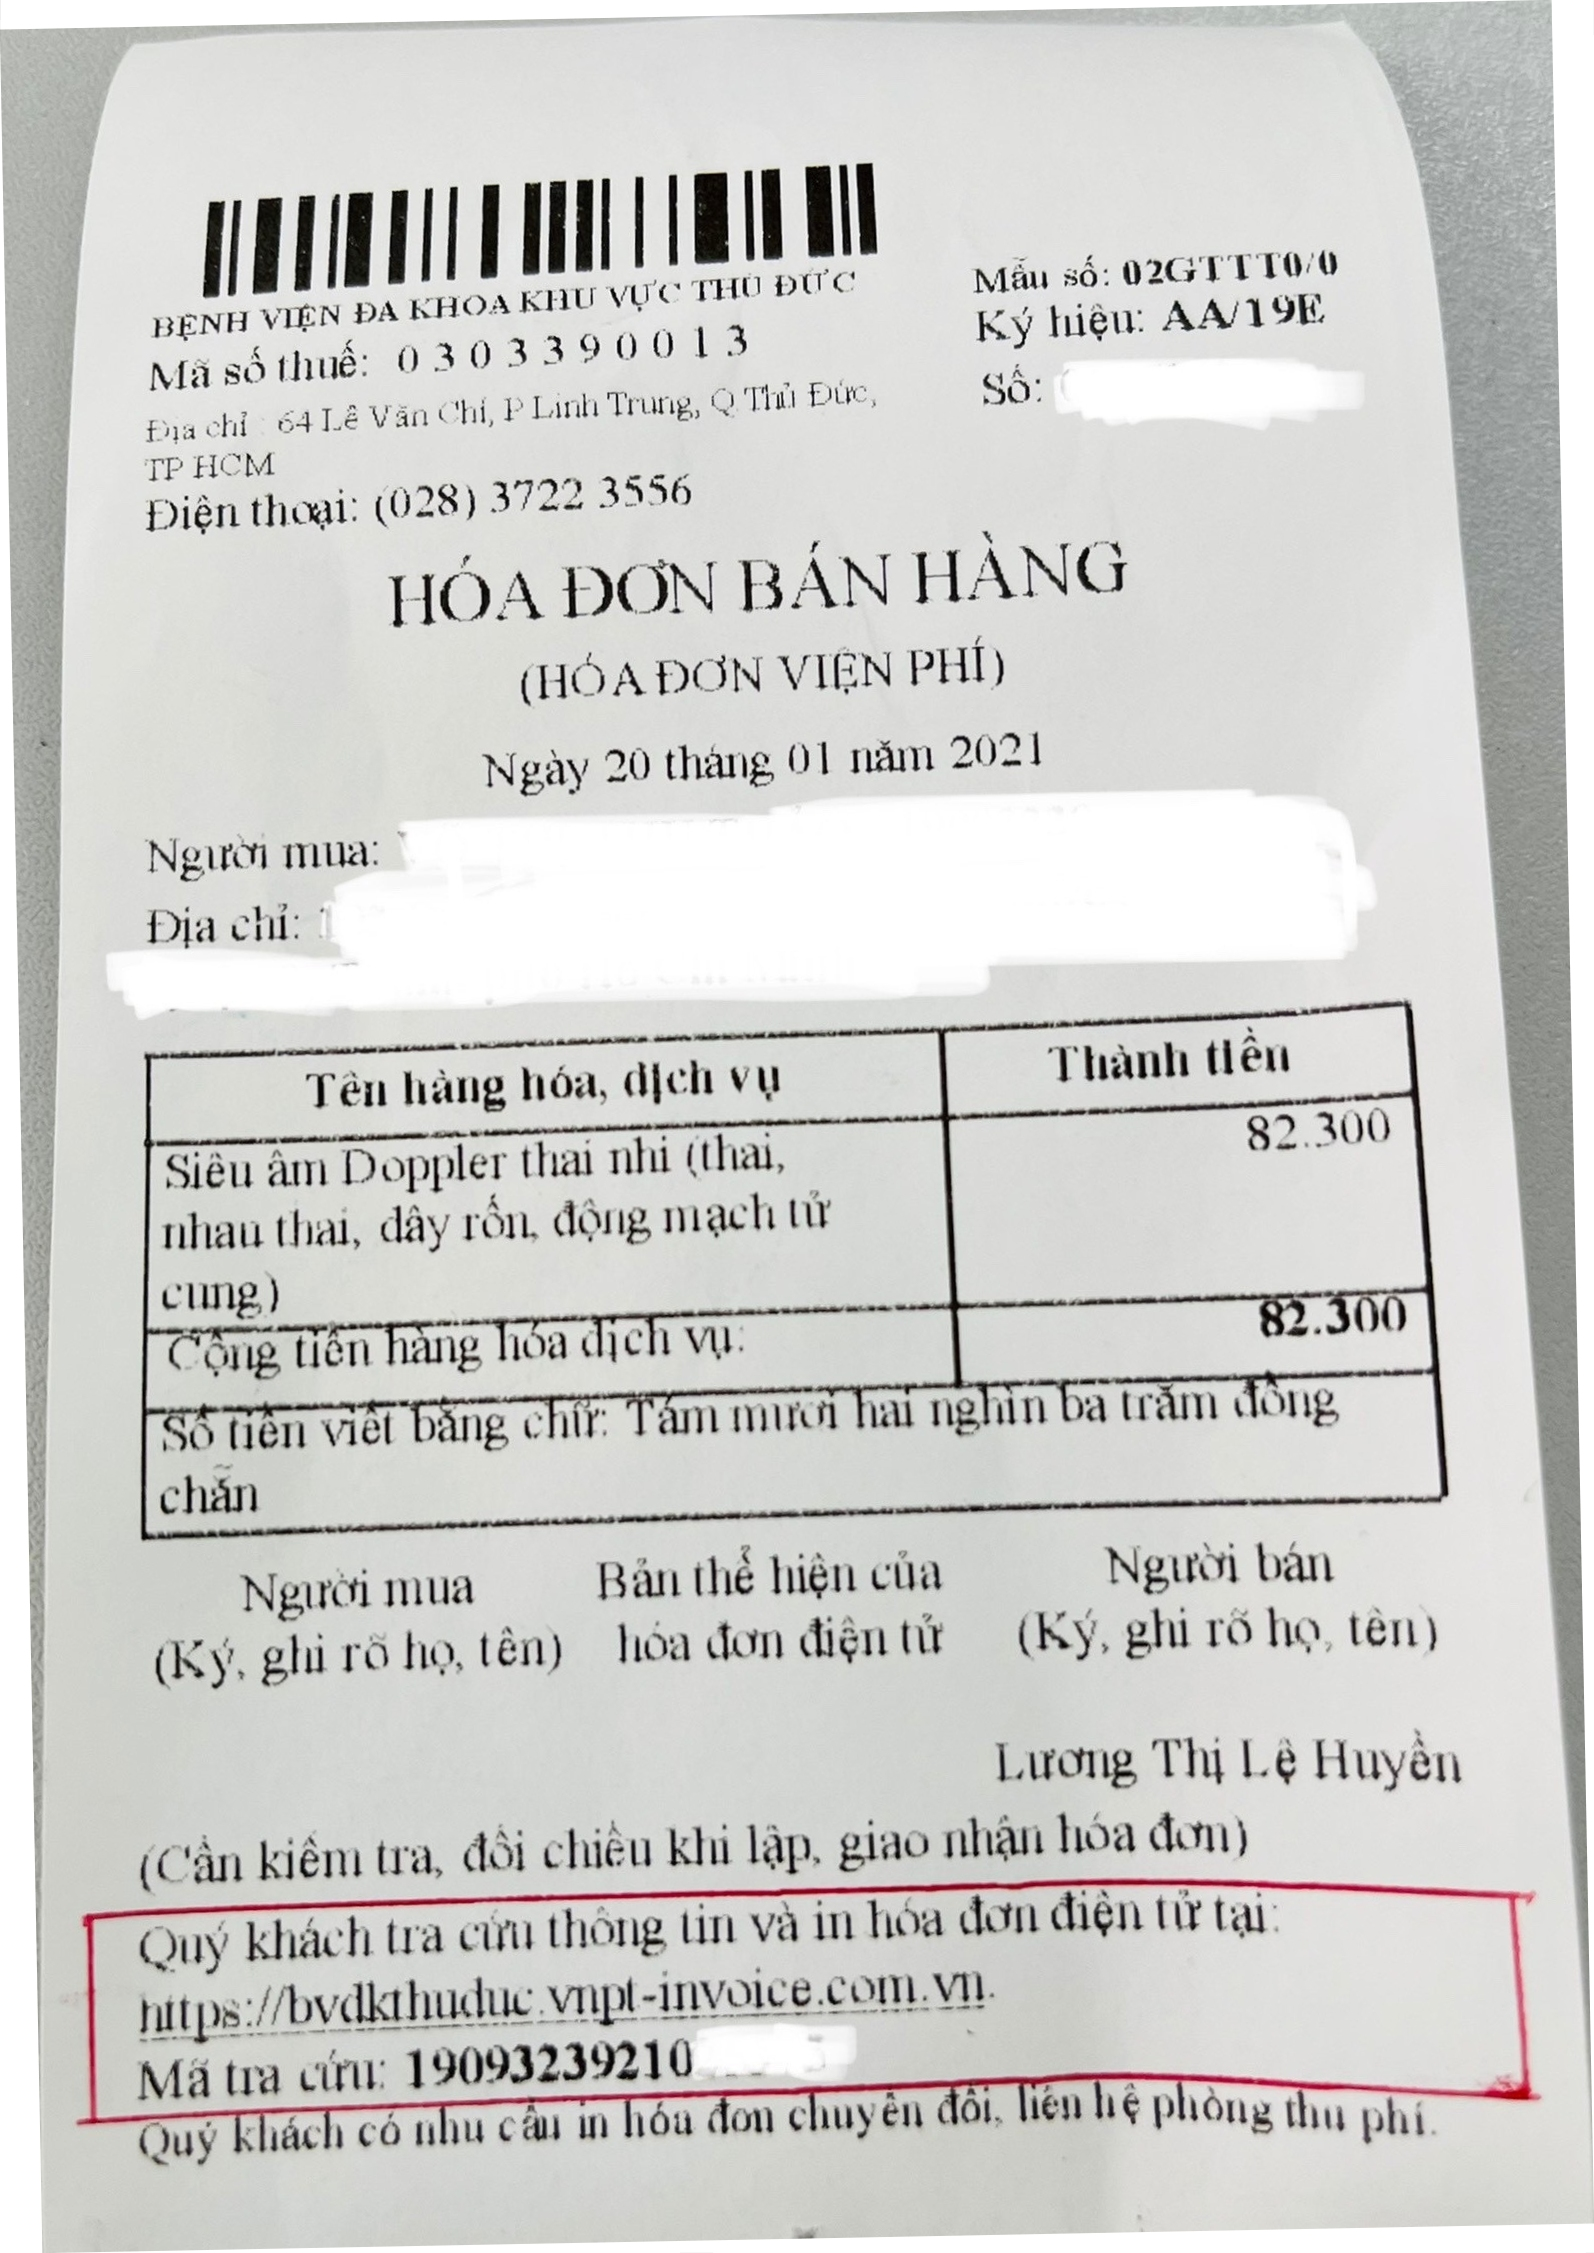 BỆNH VIỆN ĐA KHOA KHU VỰC THỦ ĐỨC
Mã số thuế: 0 3 0 3 3 9 0 0 1 3
Địa chỉ : 64 Lê Văn Chí, P Linh Trung, Q Thủ Đức,
TP HCM
Điện thoại: (028) 3722 3556
Mẫu số: 02GTTT0/0
Ký hiệu: AA/19E
Số:
HÓA ĐƠN BÁN HÀNG
(HÓA ĐƠN VIỆN PHÍ)
Ngày 20 tháng 01 năm 2021
Người mua:
Địa chỉ:
Tên hàng hóa, dịch vụ Thành tiền
Siêu âm Doppler thai nhi (thai, 82.300
nhau thai, dây rốn, động mạch tử
cung)
Cộng tiền hàng hóa dịch vụ: 82.300
Số tiền viết bằng chữ: Tám mươi hai nghìn ba trăm đồng
chẵn
Người mua Bản thể hiện của Người bán
(Ký, ghi rõ họ, tên) hóa đơn điện tử (Ký, ghi rõ họ, tên)
Lương Thị Lệ Huyền
(Cần kiểm tra, đối chiếu khi lập, giao nhận hóa đơn)
Quý khách tra cứu thông tin và in hóa đơn điện tử tại:
https://bvdkthuduc.vnpt-invoice.com.vn.
Mã tra cứu: 19093239210
Quý khách có nhu cầu in hóa đơn chuyển đổi, liên hệ phòng thu phí.